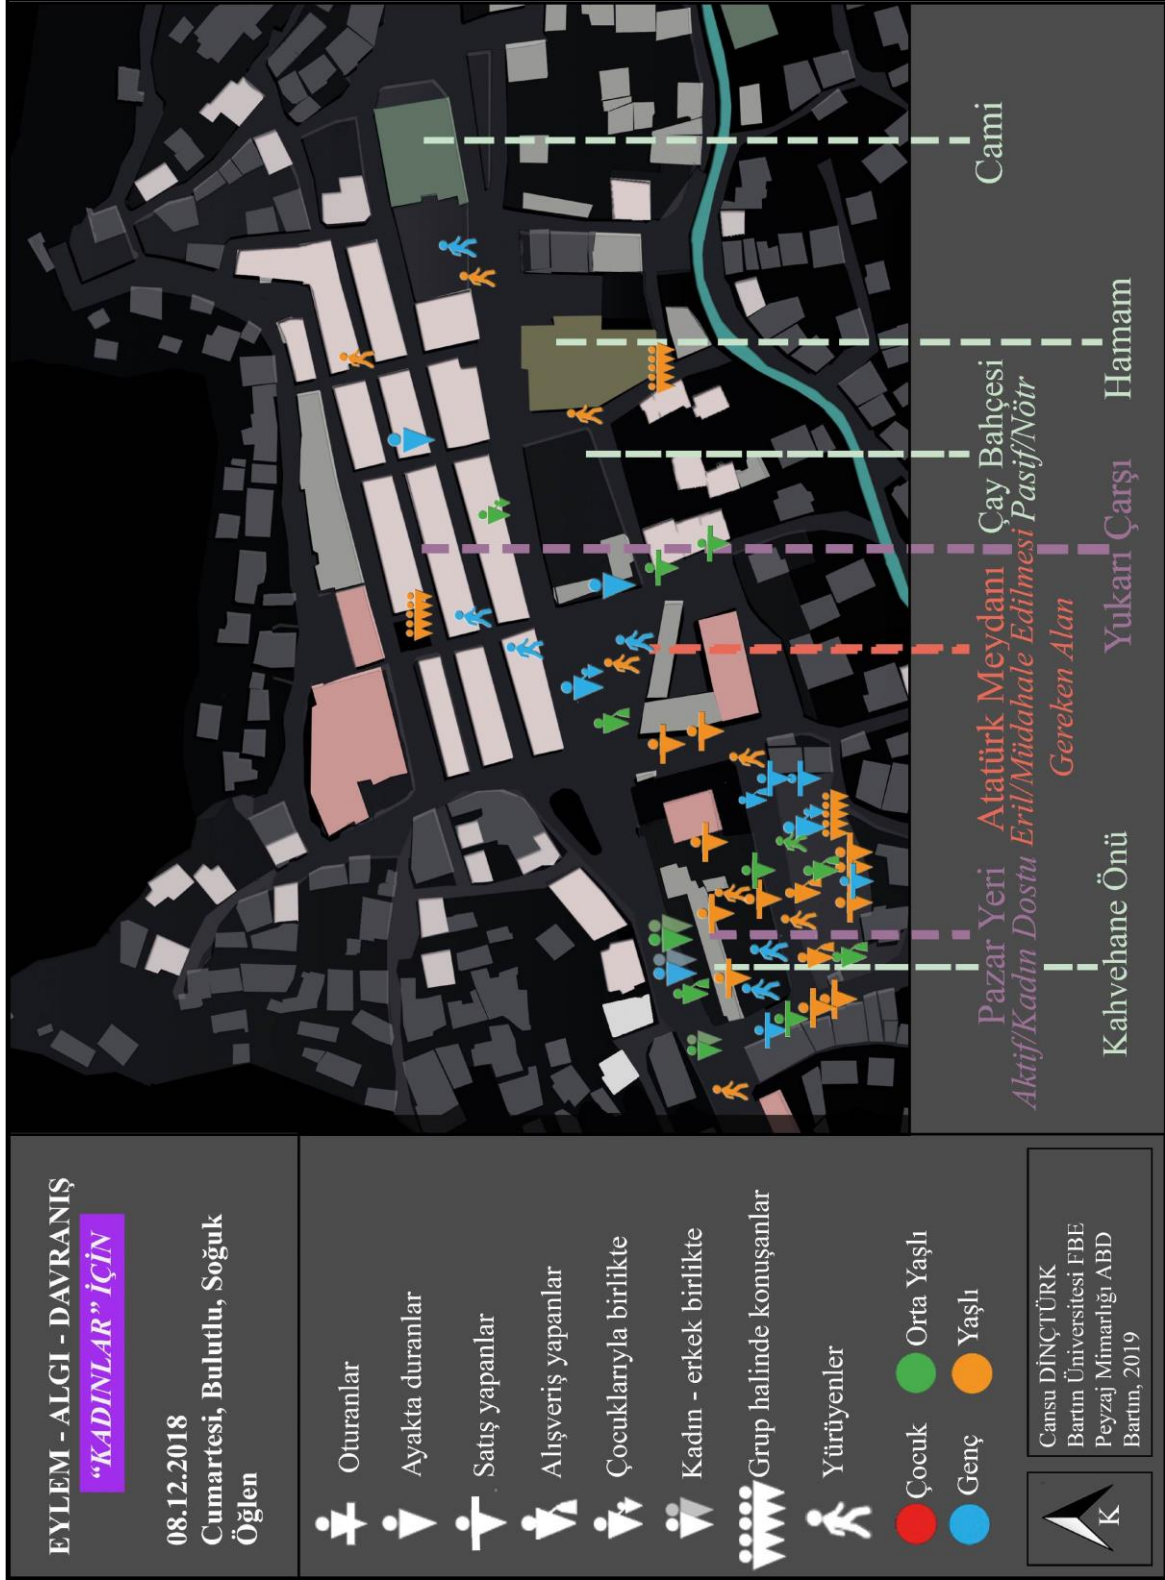 EYLEM - ALGI - DAVRANIŞ
“KADINLAR” İÇİN
08.12.2018
Cumartesi, Bulutlu, Soğuk
Öğlen
Oturanlar
Ayakta duranlar
Satış yapanlar
Alışveriş yapanlar
Çocuklarıyla birlikte
Kadın - erkek birlikte
Grup halinde konuşanlar
Yürüyenler
Çocuk
Orta Yaşlı
Genç
Yaşlı
K
Cansu DİNÇTÜRK
Bartın Üniversitesi FBE
Peyzaj Mimarlığı ABD
Bartın, 2019
Pazar Yeri
Atatürk Meydanı
Çay Bahçesi
Cami
Aktif/Kadın Dostu
Eril/Müdahale Edilmesi
Gereken Alan
Pasif/Nötr
Kahvehane Önü
Yukarı Çarşı
Hamam